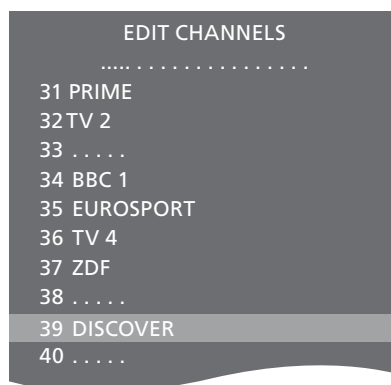 EDIT CHANNELS
..... . . . . . . . . . . . . . . . .
31 PRIME
32 TV 2
33 . . . . .
34 BBC 1
35 EUROSPORT
36 TV 4
37 ZDF
38 . . . . .
39 DISCOVER
40 . . . . .